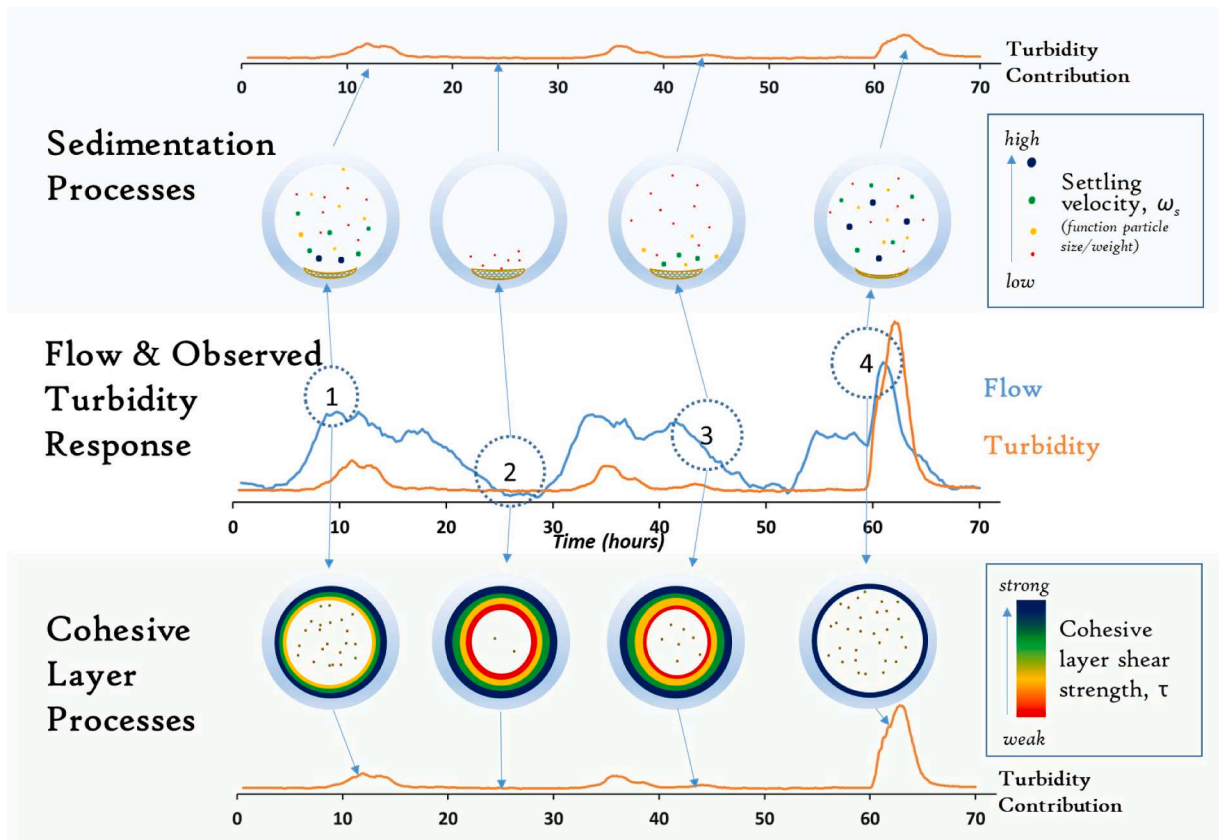 Turbidity
Contribution
0 10 20 30 40 50 60 70
Sedimentation
Processes
high
low
Settling
velocity, ω_s
(function particle
size/weight)
Flow & Observed
Turbidity
Response
1
2
3
4
Flow
Turbidity
0 10 20 30 40 50 60 70
Time (hours)
Cohesive
Layer
Processes
strong
weak
Cohesive
layer shear
strength, τ
Turbidity
Contribution
0 10 20 30 40 50 60 70